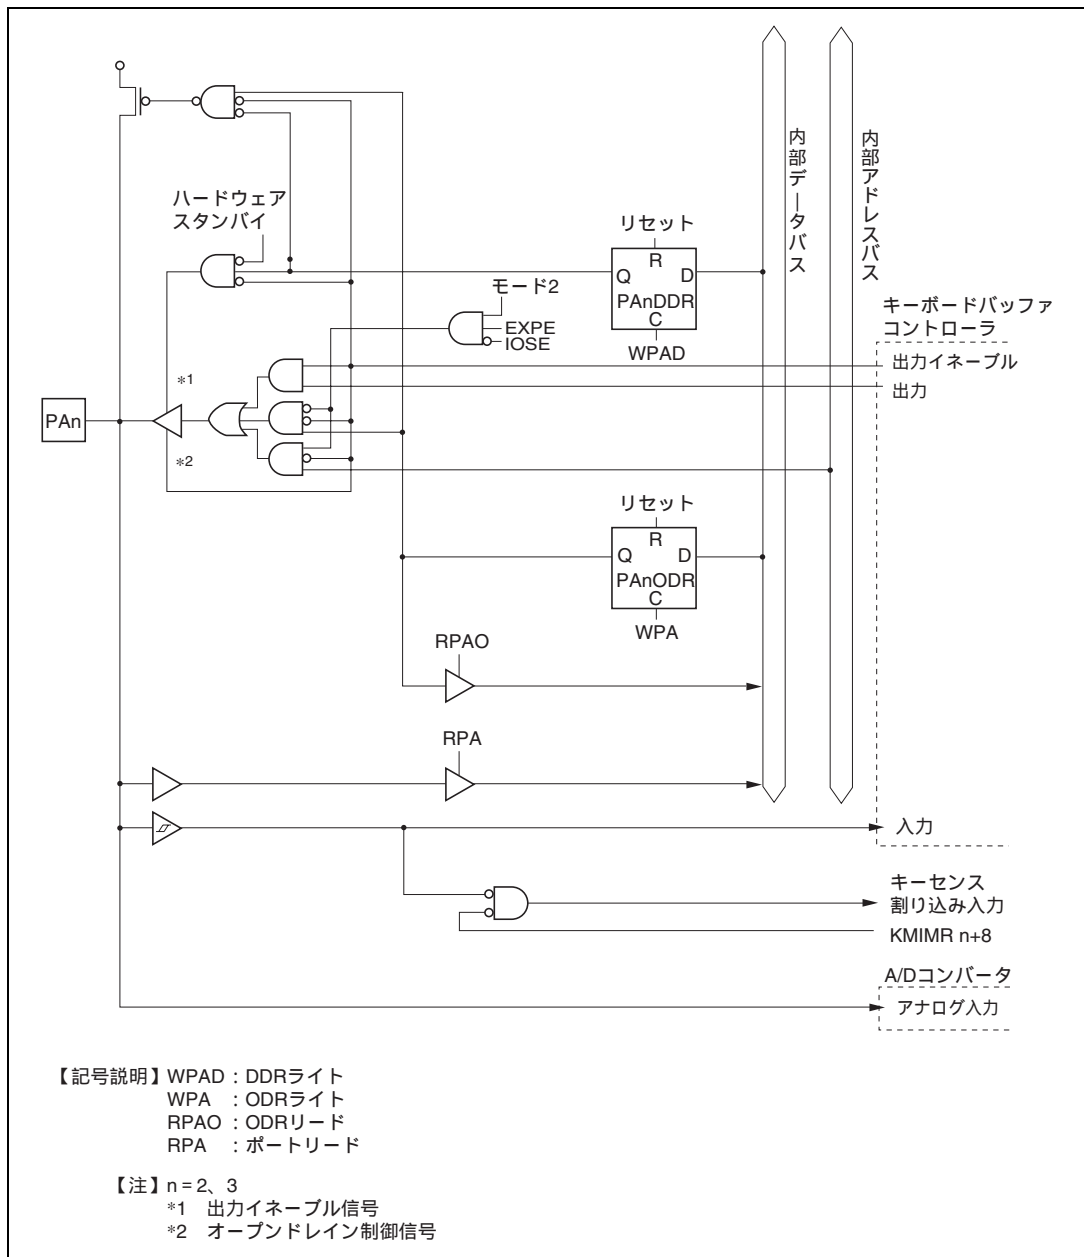 内部データバス
内部アドレスバス
ハードウェア
スタンバイ
リセット
R
Q D
PAnDDR
C
WPAD
モード2
EXPE
IOSE
キーボードバッファ
コントローラ
出力イネーブル
出力
*1
PAn
*2
リセット
R
Q D
PAnODR
C
WPA
RPAO
RPA
入力
キーセンス
割り込み入力
KMIMR n+8
A/Dコンバータ
アナログ入力
【記号説明】WPAD : DDRライト
WPA : ODRライト
RPAO : ODRリード
RPA : ポートリード
【注】n = 2、3
*1 出力イネーブル信号
*2 オープンドレイン制御信号